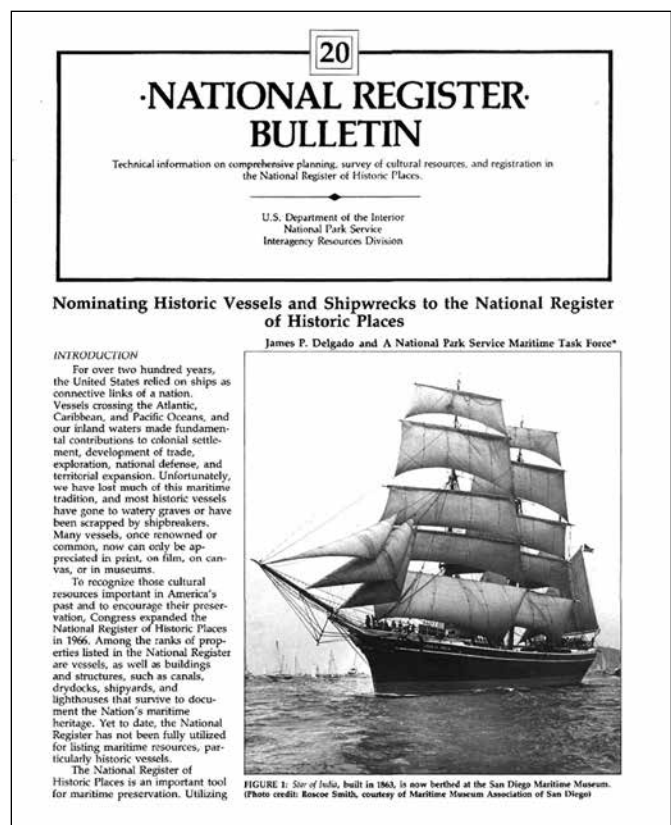 20
·NATIONAL REGISTER·
BULLETIN
Technical information on comprehensive planning, survey of cultural resources, and registration in
the National Register of Historic Places.
U.S. Department of the Interior
National Park Service
Interagency Resources Division
Nominating Historic Vessels and Shipwrecks to the National Register
of Historic Places
James P. Delgado and A National Park Service Maritime Task Force*
INTRODUCTION
For over two hundred years,
the United States relied on ships as
connective links of a nation.
Vessels crossing the Atlantic,
Caribbean, and Pacific Oceans, and
our inland waters made fundamen-
tal contributions to colonial settle-
ment, development of trade,
exploration, national defense, and
territorial expansion. Unfortunately,
we have lost much of this maritime
tradition, and most historic vessels
have gone to watery graves or have
been scrapped by shipbreakers.
Many vessels, once renowned or
common, now can only be ap-
preciated in print, on film, on can-
vas, or in museums.
To recognize those cultural
resources important in America's
past and to encourage their preser-
vation, Congress expanded the
National Register of Historic Places
in 1966. Among the ranks of prop-
erties listed in the National Register
are vessels, as well as buildings
and structures, such as canals,
drydocks, shipyards, and
lighthouses that survive to docu-
ment the Nation's maritime
heritage. Yet to date, the National
Register has not been fully utilized
for listing maritime resources, par-
ticularly historic vessels.
The National Register of
Historic Places is an important tool
for maritime preservation. Utilizing
FIGURE 1: Star of India, built in 1863, is now berthed at the San Diego Maritime Museum.
(Photo credit: Roscoe Smith, courtesy of Maritime Museum Association of San Diego)